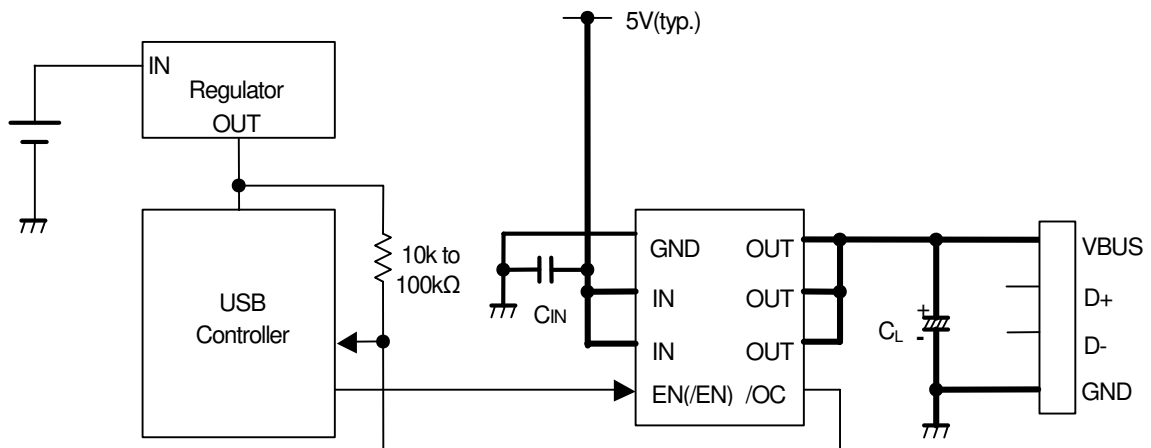 5V(typ.)
IN
Regulator
OUT
10k to
100kΩ
USB
Controller
CIN
GND OUT
IN OUT
IN OUT
EN(/EN) /OC
+
CL
-
VBUS
D+
D-
GND